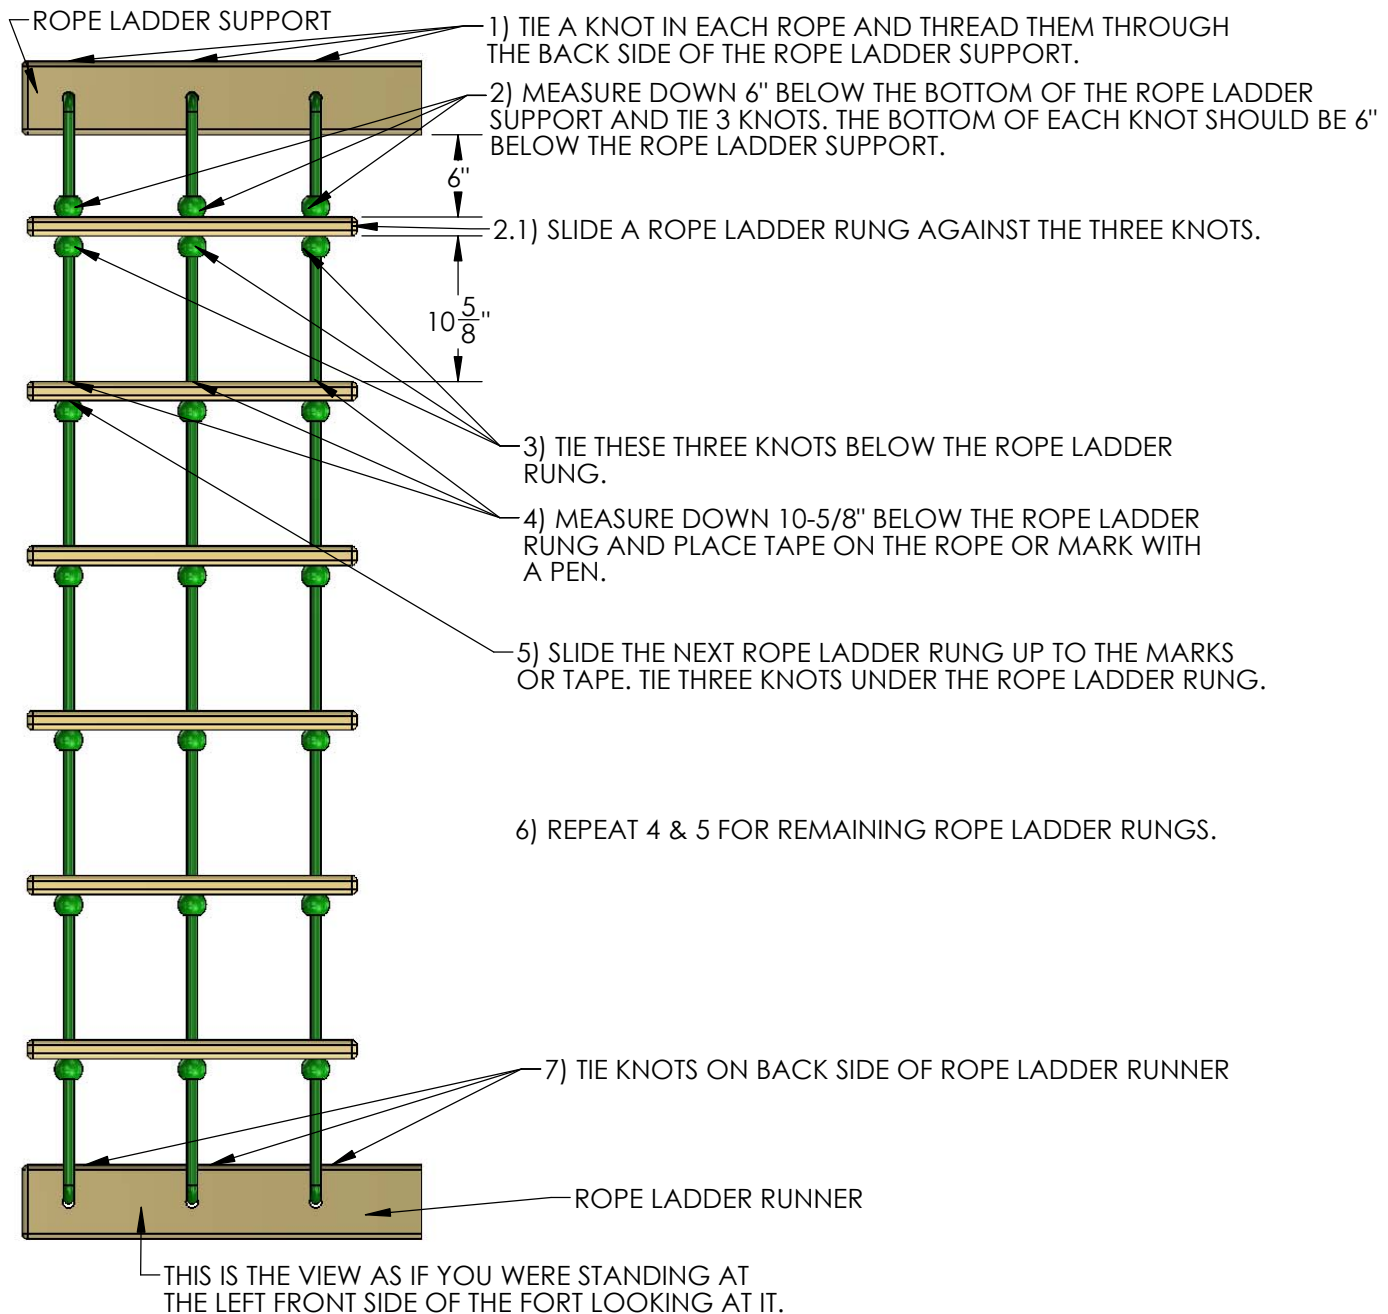 ROPE LADDER SUPPORT
1) TIE A KNOT IN EACH ROPE AND THREAD THEM THROUGH
THE BACK SIDE OF THE ROPE LADDER SUPPORT.
2) MEASURE DOWN 6" BELOW THE BOTTOM OF THE ROPE LADDER
SUPPORT AND TIE 3 KNOTS. THE BOTTOM OF EACH KNOT SHOULD BE 6"
BELOW THE ROPE LADDER SUPPORT.
6"
2.1) SLIDE A ROPE LADDER RUNG AGAINST THE THREE KNOTS.
10 5/8"
3) TIE THESE THREE KNOTS BELOW THE ROPE LADDER
RUNG.
4) MEASURE DOWN 10-5/8" BELOW THE ROPE LADDER
RUNG AND PLACE TAPE ON THE ROPE OR MARK WITH
A PEN.
5) SLIDE THE NEXT ROPE LADDER RUNG UP TO THE MARKS
OR TAPE. TIE THREE KNOTS UNDER THE ROPE LADDER RUNG.
6) REPEAT 4 & 5 FOR REMAINING ROPE LADDER RUNGS.
7) TIE KNOTS ON BACK SIDE OF ROPE LADDER RUNNER
ROPE LADDER RUNNER
THIS IS THE VIEW AS IF YOU WERE STANDING AT
THE LEFT FRONT SIDE OF THE FORT LOOKING AT IT.